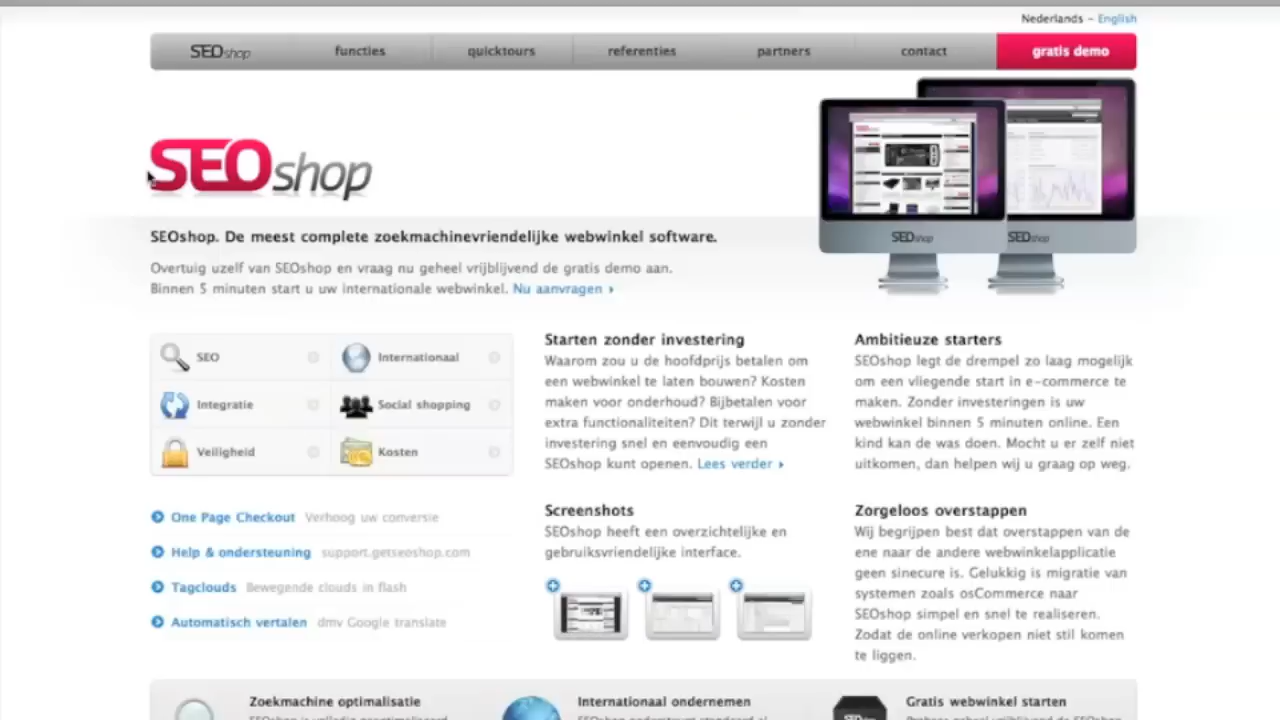 Nederlands - English
SEOshop functies quicktours referenties partners contact gratis demo
SEOshop
SEOshop SEOshop
SEOshop. De meest complete zoekmachinevriendelijke webwinkel software.
Overtuig uzelf van SEOshop en vraag nu geheel vrijblijvend de gratis demo aan.
Binnen 5 minuten start u uw internationale webwinkel. Nu aanvragen
SEO Internationaal
Integratie Social shopping
Veiligheid Kosten
One Page Checkout Verhoog uw conversie
Help & ondersteuning support.getseoshop.com
Tagclouds Bewegende clouds in flash
Automatisch vertalen dmv Google translate
Starten zonder investering
Waarom zou u de hoofdprijs betalen om
een webwinkel te laten bouwen? Kosten
maken voor onderhoud? Bijbetalen voor
extra functionaliteiten? Dit terwijl u zonder
investering snel en eenvoudig een
SEOshop kunt openen. Lees verder
Screenshots
SEOshop heeft een overzichtelijke en
gebruiksvriendelijke interface.
Ambitieuze starters
SEOshop legt de drempel zo laag mogelijk
om een vliegende start in e-commerce te
maken. Zonder investeringen is uw
webwinkel binnen 5 minuten online. Een
kind kan de was doen. Mocht u er zelf niet
uitkomen, dan helpen wij u graag op weg.
Zorgeloos overstappen
Wij begrijpen best dat overstappen van de
ene naar de andere webwinkelapplicatie
geen sinecure is. Gelukkig is migratie van
systemen zoals osCommerce naar
SEOshop simpel en snel te realiseren.
Zodat de online verkopen niet stil komen
te liggen.
Zoekmachine optimalisatie
Internationaal ondernemen
Gratis webwinkel starten